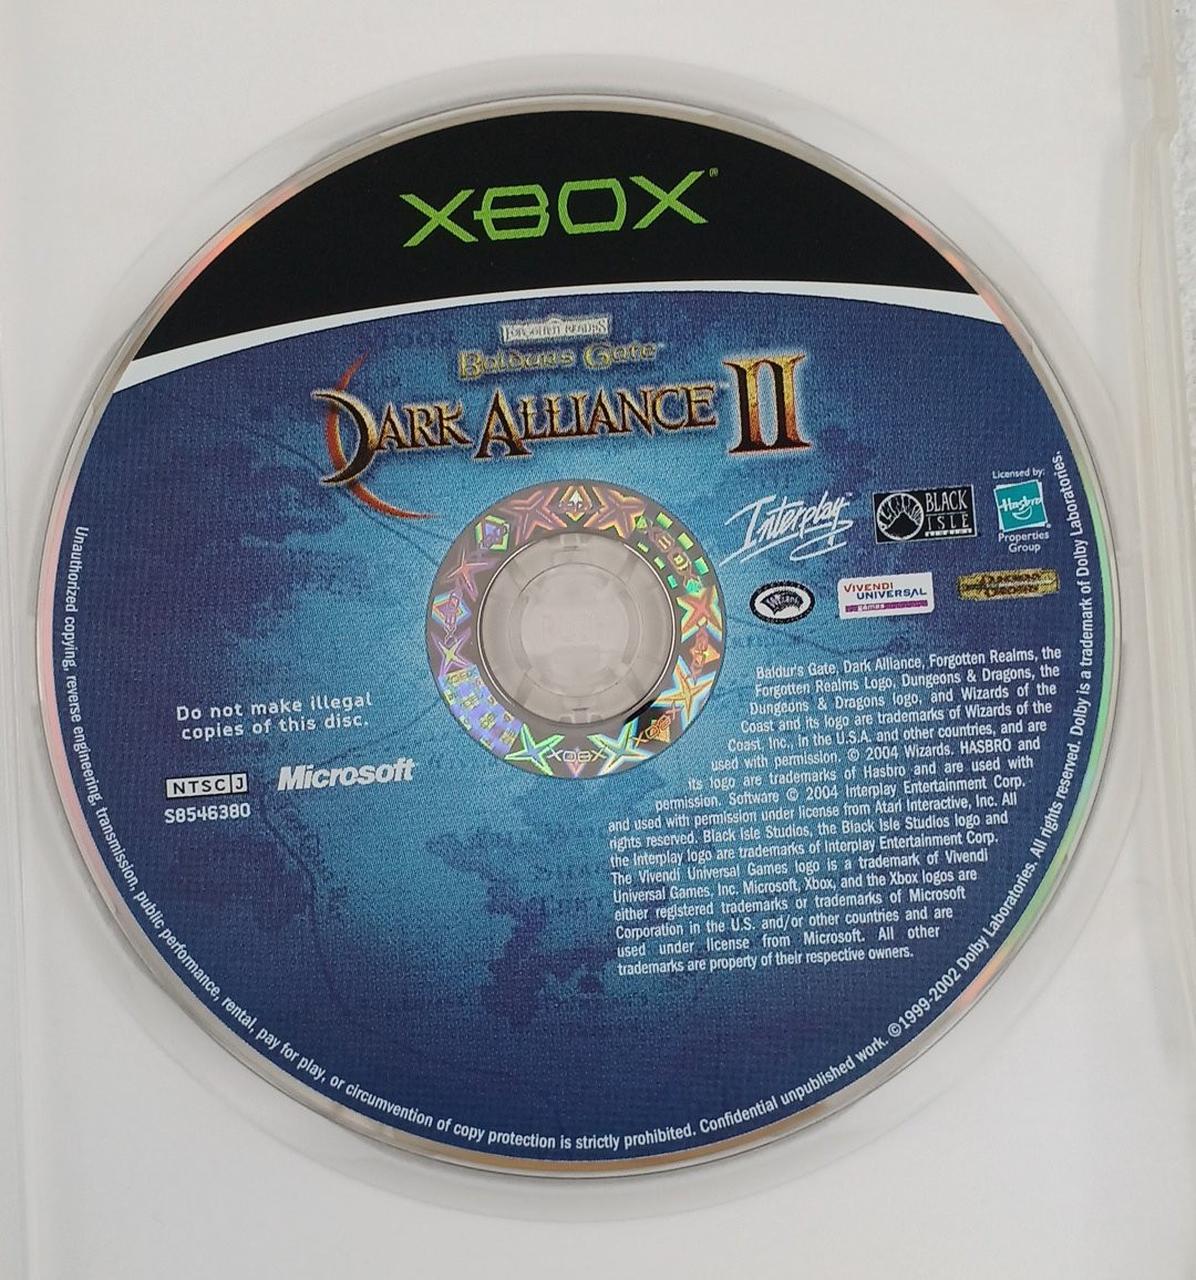 XBOX®
FORGOTTEN REALMS
Baldur's Gate™
DARK ALLIANCE™ II
Interplay™
BLACK
ISLE
Licensed by:
Hasbro
Properties
Group
Wizards
VIVENDI
UNIVERSAL
games
DUNGEONS
DRAGONS
Do not make illegal
copies of this disc.
NTSC J
Microsoft
S8546380
XBOX
Baldur's Gate, Dark Alliance, Forgotten Realms, the
Forgotten Realms Logo, Dungeons & Dragons, the
Dungeons & Dragons logo, and Wizards of the
Coast and its logo are trademarks of Wizards of the
Coast, Inc., in the U.S.A. and other countries, and are
used with permission. © 2004 Wizards. HASBRO and
its logo are trademarks of Hasbro and are used with
permission. Software © 2004 Interplay Entertainment Corp.
and used with permission under license from Atari Interactive, Inc. All
rights reserved. Black Isle Studios, the Black Isle Studios logo and
the Interplay logo are trademarks of Interplay Entertainment Corp.
The Vivendi Universal Games logo is a trademark of Vivendi
Universal Games, Inc. Microsoft, Xbox, and the Xbox logos are
either registered trademarks or trademarks of Microsoft
Corporation in the U.S. and/or other countries and are
used under license from Microsoft. All other
trademarks are property of their respective owners.
Unauthorized copying, reverse engineering, transmission, public performance, rental, pay for play, or circumvention of copy protection is strictly prohibited. Confidential unpublished work. ©1999-2002 Dolby Laboratories. All rights reserved. Dolby is a trademark of Dolby Laboratories.